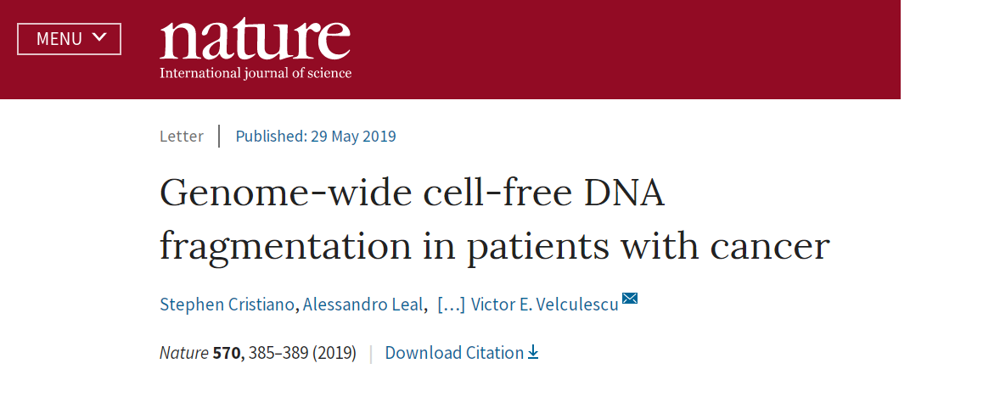 MENU
nature
International journal of science
Letter | Published: 29 May 2019
Genome-wide cell-free DNA
fragmentation in patients with cancer
Stephen Cristiano, Alessandro Leal, […] Victor E. Velculescu
Nature 570, 385–389 (2019) | Download Citation